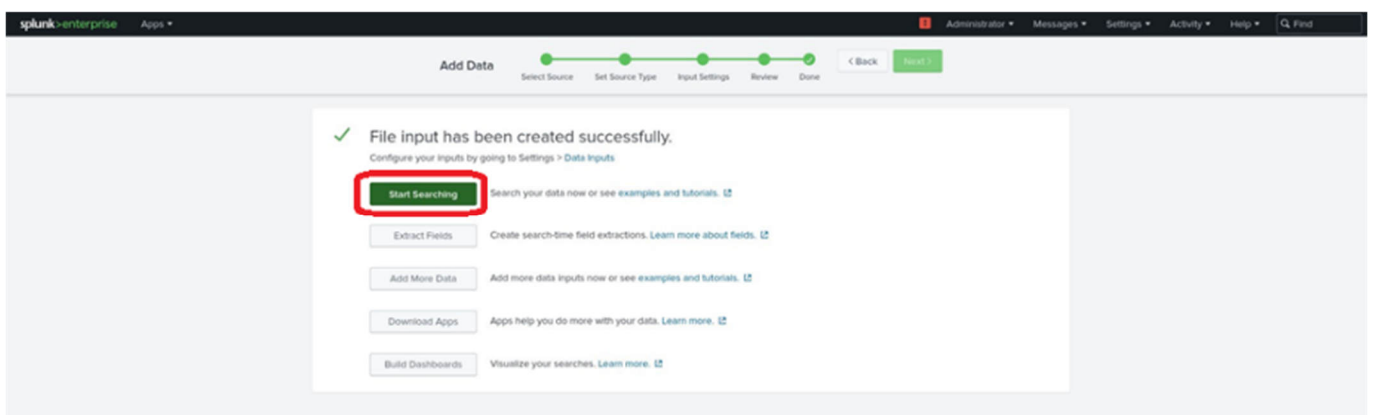 splunk>enterprise Apps ▾ ! Administrator ▾ Messages ▾ Settings ▾ Activity ▾ Help ▾ Find
Add Data
Select Source Set Source Type Input Settings Review Done
< Back Next >
File input has been created successfully.
Configure your inputs by going to Settings > Data Inputs
Start Searching Search your data now or see examples and tutorials.
Extract Fields Create search-time field extractions. Learn more about fields.
Add More Data Add more data inputs now or see examples and tutorials.
Download Apps Apps help you do more with your data. Learn more.
Build Dashboards Visualize your searches. Learn more.